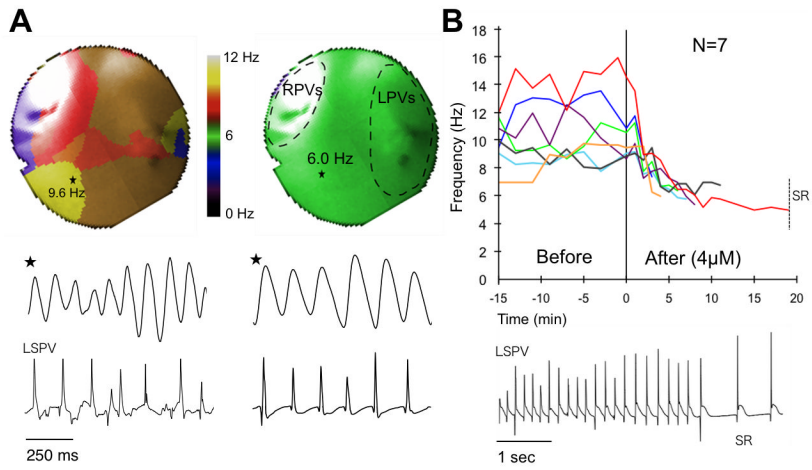 A
12 Hz
6
0 Hz
9.6 Hz
RPVs
LPVs
6.0 Hz
LSPV
250 ms
B
N=7
Frequency (Hz)
18
16
14
12
10
8
6
4
2
0
SR
Before
After (4µM)
-15
-10
-5
0
5
10
15
20
Time (min)
LSPV
SR
1 sec